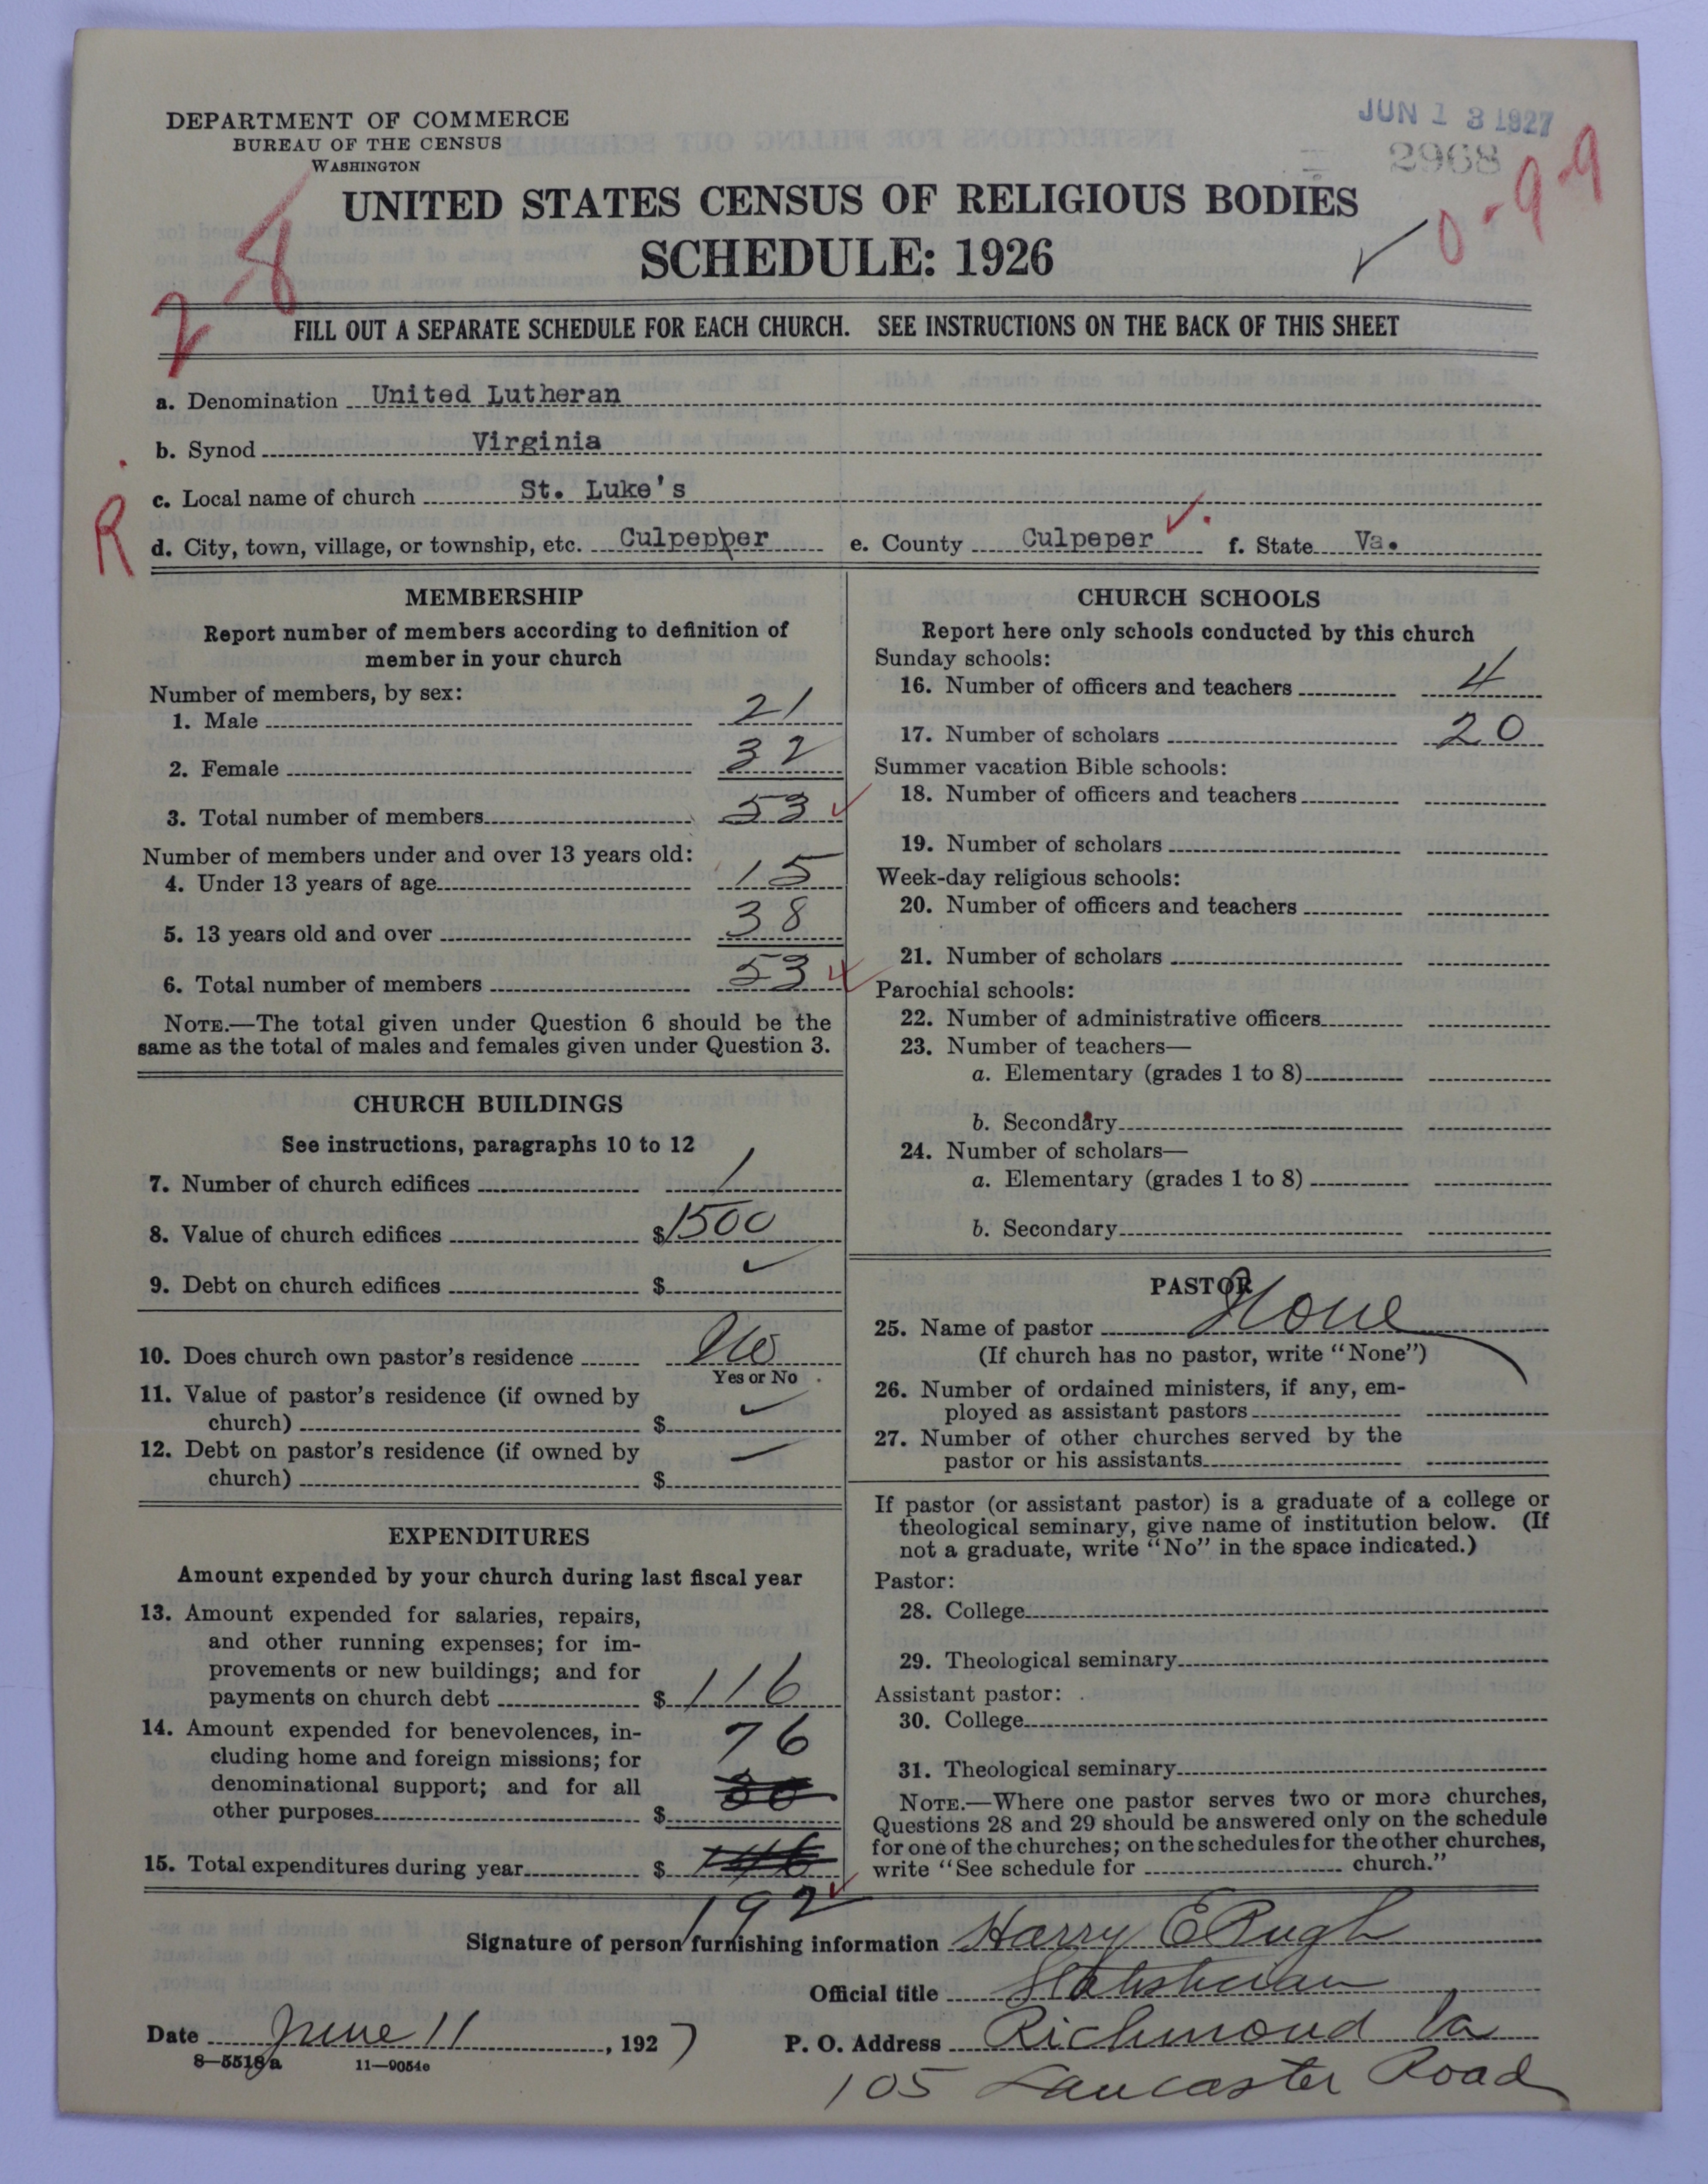 DEPARTMENT OF COMMERCE
BUREAU OF THE CENSUS
WASHINGTON
JUN 13 1927
2968
0-9-9
UNITED STATES CENSUS OF RELIGIOUS BODIES
SCHEDULE: 1926
28
FILL OUT A SEPARATE SCHEDULE FOR EACH CHURCH. SEE INSTRUCTIONS ON THE BACK OF THIS SHEET
a. Denomination United Lutheran
b. Synod Virginia
c. Local name of church St. Luke's
R
d. City, town, village, or township, etc. Culpepper e. County Culpeper f. State Va.
MEMBERSHIP
Report number of members according to definition of
member in your church
Number of members, by sex:
1. Male 21
2. Female 32
3. Total number of members 53
Number of members under and over 13 years old:
4. Under 13 years of age 15
5. 13 years old and over 38
6. Total number of members 53
NOTE.—The total given under Question 6 should be the
same as the total of males and females given under Question 3.
CHURCH BUILDINGS
See instructions, paragraphs 10 to 12
7. Number of church edifices 1
8. Value of church edifices $1500
9. Debt on church edifices $
10. Does church own pastor's residence No
Yes or No
11. Value of pastor's residence (if owned by
church) $
12. Debt on pastor's residence (if owned by
church) $
EXPENDITURES
Amount expended by your church during last fiscal year
13. Amount expended for salaries, repairs,
and other running expenses; for im-
provements or new buildings; and for
payments on church debt $ 116
14. Amount expended for benevolences, in- 76
cluding home and foreign missions; for
denominational support; and for all 30
other purposes $
15. Total expenditures during year $ 146
192
CHURCH SCHOOLS
Report here only schools conducted by this church
Sunday schools:
16. Number of officers and teachers 4
17. Number of scholars 20
Summer vacation Bible schools:
18. Number of officers and teachers
19. Number of scholars
Week-day religious schools:
20. Number of officers and teachers
21. Number of scholars
Parochial schools:
22. Number of administrative officers
23. Number of teachers—
a. Elementary (grades 1 to 8)
b. Secondary
24. Number of scholars—
a. Elementary (grades 1 to 8)
b. Secondary
PASTOR
25. Name of pastor None
(If church has no pastor, write "None")
26. Number of ordained ministers, if any, em-
ployed as assistant pastors
27. Number of other churches served by the
pastor or his assistants
If pastor (or assistant pastor) is a graduate of a college or
theological seminary, give name of institution below. (If
not a graduate, write "No" in the space indicated.)
Pastor:
28. College
29. Theological seminary
Assistant pastor:
30. College
31. Theological seminary
NOTE.—Where one pastor serves two or more churches,
Questions 28 and 29 should be answered only on the schedule
for one of the churches; on the schedules for the other churches,
write "See schedule for church."
Signature of person furnishing information Harry E Pugh
Official title Statistician
Date June 11, 1927 P. O. Address Richmond Va
8—5518a 11—9054c
105 Lancaster Road